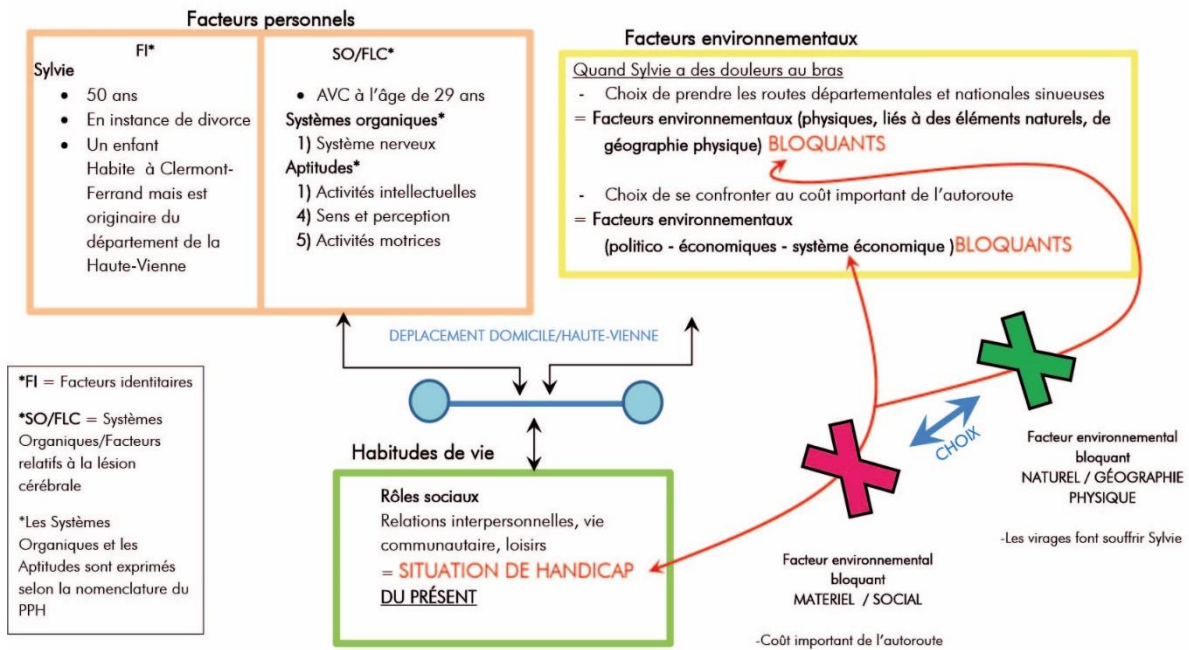 Facteurs personnels
FI*
Sylvie
• 50 ans
• En instance de divorce
• Un enfant
Habite à Clermont-
Ferrand mais est
originaire du
département de la
Haute-Vienne
SO/FLC*
• AVC à l'âge de 29 ans
Systèmes organiques*
1) Système nerveux
Aptitudes*
1) Activités intellectuelles
4) Sens et perception
5) Activités motrices
Facteurs environnementaux
Quand Sylvie a des douleurs au bras
- Choix de prendre les routes départementales et nationales sinueuses
= Facteurs environnementaux (physiques, liés à des éléments naturels, de
géographie physique) BLOQUANTS
- Choix de se confronter au coût important de l'autoroute
= Facteurs environnementaux
(politico - économiques - système économique )BLOQUANTS
DEPLACEMENT DOMICILE/HAUTE-VIENNE
*FI = Facteurs identitaires
*SO/FLC = Systèmes
Organiques/Facteurs
relatifs à la lésion
cérébrale
*Les Systèmes
Organiques et les
Aptitudes sont exprimés
selon la nomenclature du
PPH
Habitudes de vie
Rôles sociaux
Relations interpersonnelles, vie
communautaire, loisirs
= SITUATION DE HANDICAP
DU PRÉSENT
CHOIX
Facteur environnemental
bloquant
MATERIEL / SOCIAL
-Coût important de l'autoroute
Facteur environnemental
bloquant
NATUREL / GÉOGRAPHIE
PHYSIQUE
-Les virages font souffrir Sylvie